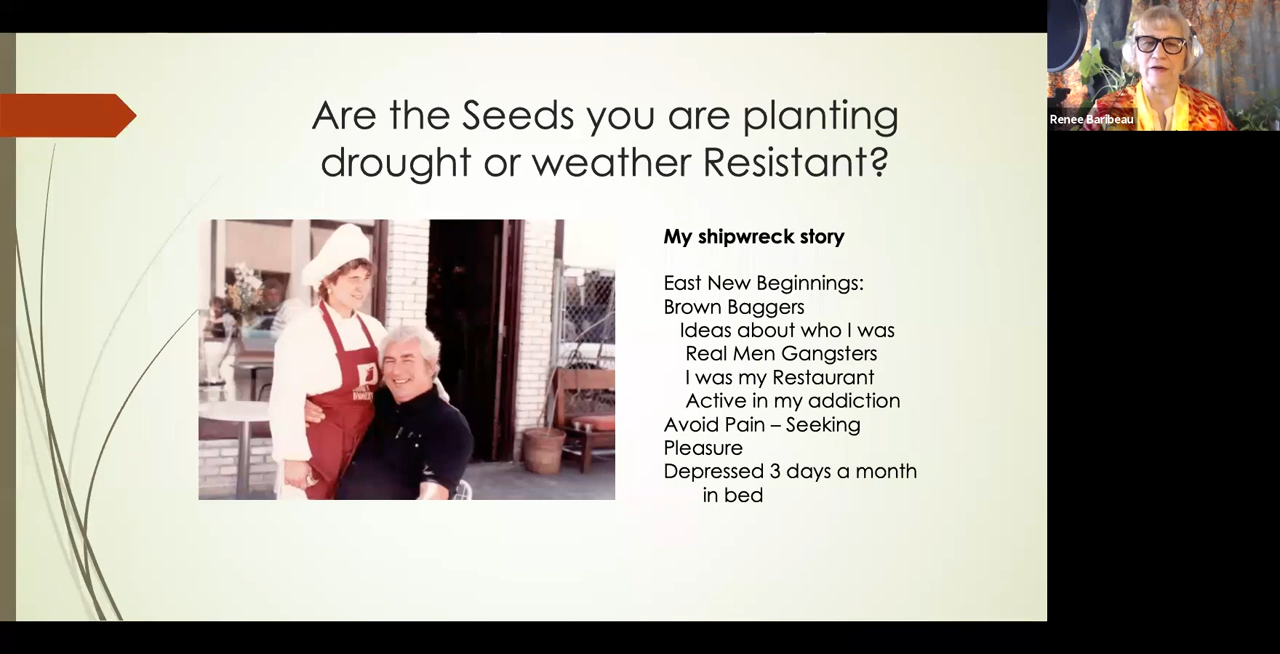 Are the Seeds you are planting
drought or weather Resistant?
My shipwreck story
East New Beginnings:
Brown Baggers
Ideas about who I was
Real Men Gangsters
I was my Restaurant
Active in my addiction
Avoid Pain – Seeking
Pleasure
Depressed 3 days a month
in bed
Renee Baribeau